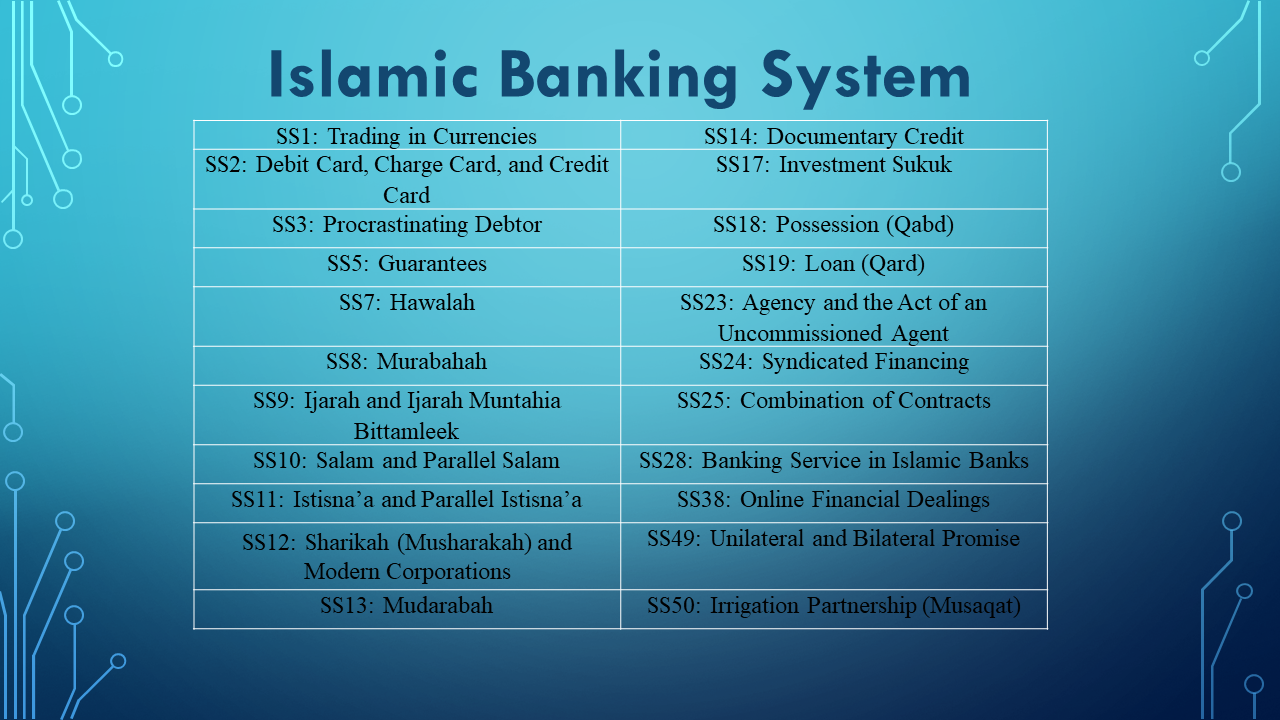 Islamic Banking System
SS1: Trading in Currencies
SS14: Documentary Credit
SS2: Debit Card, Charge Card, and Credit
Card
SS17: Investment Sukuk
SS3: Procrastinating Debtor
SS18: Possession (Qabd)
SS5: Guarantees
SS19: Loan (Qard)
SS7: Hawalah
SS23: Agency and the Act of an
Uncommissioned Agent
SS8: Murabahah
SS24: Syndicated Financing
SS9: Ijarah and Ijarah Muntahia
Bittamleek
SS25: Combination of Contracts
SS10: Salam and Parallel Salam
SS28: Banking Service in Islamic Banks
SS11: Istisna’a and Parallel Istisna’a
SS38: Online Financial Dealings
SS12: Sharikah (Musharakah) and
Modern Corporations
SS49: Unilateral and Bilateral Promise
SS13: Mudarabah
SS50: Irrigation Partnership (Musaqat)